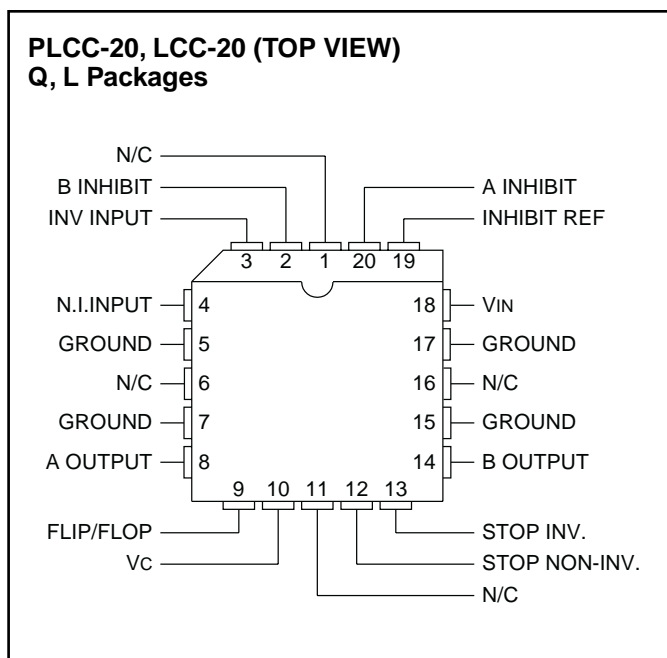 PLCC-20, LCC-20 (TOP VIEW)
Q, L Packages
N/C
B INHIBIT
A INHIBIT
INV INPUT
INHIBIT REF
3 2 1 20 19
N.I.INPUT 4 18 VIN
GROUND 5 17 GROUND
N/C 6 16 N/C
GROUND 7 15 GROUND
A OUTPUT 8 14 B OUTPUT
9 10 11 12 13
FLIP/FLOP
STOP INV.
VC
STOP NON-INV.
N/C